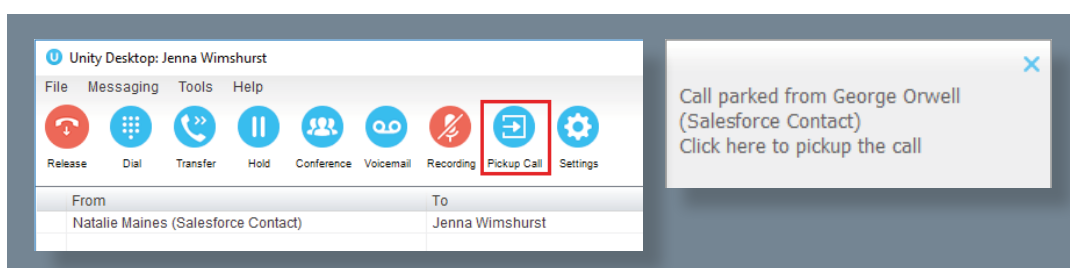 U Unity Desktop: Jenna Wimshurst
File Messaging Tools Help
Release Dial Transfer Hold Conference Voicemail Recording Pickup Call Settings
From To
Natalie Maines (Salesforce Contact) Jenna Wimshurst
Call parked from George Orwell
(Salesforce Contact)
Click here to pickup the call